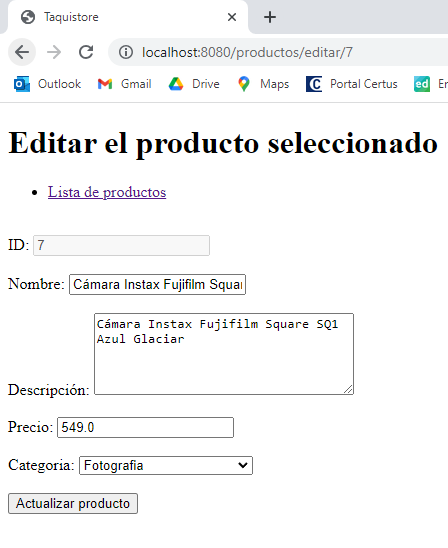 Taquistore
localhost:8080/productos/editar/7
Outlook Gmail Drive Maps Portal Certus ed
Editar el producto seleccionado
Lista de productos
ID: 7
Nombre: Cámara Instax Fujifilm Squa
Cámara Instax Fujifilm Square SQ1
Azul Glaciar
Descripción:
Precio: 549.0
Categoria: Fotografia
Actualizar producto